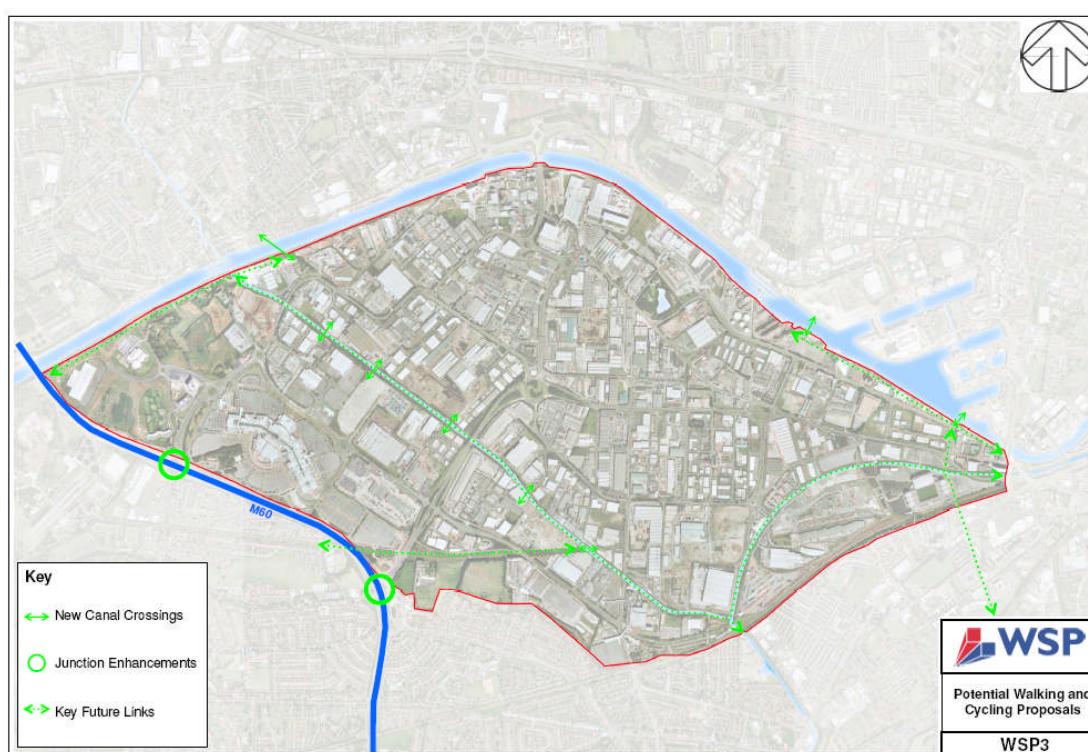 M60
Key
New Canal Crossings
Junction Enhancements
Key Future Links
WSP
Potential Walking and
Cycling Proposals
WSP3